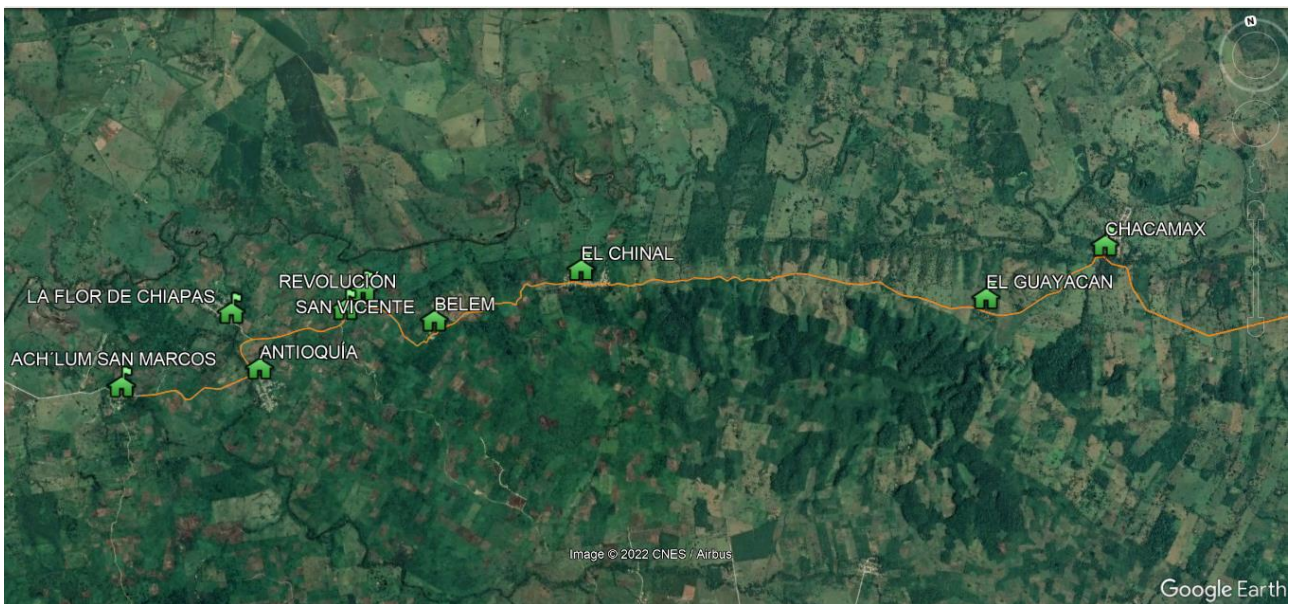 N
CHACAMAX
EL CHINAL
REVOLUCIÓN
EL GUAYACAN
LA FLOR DE CHIAPAS
SAN VICENTE
BELEM
ANTIOQUÍA
ACH´LUM SAN MARCOS
Image © 2022 CNES / Airbus
Google Earth